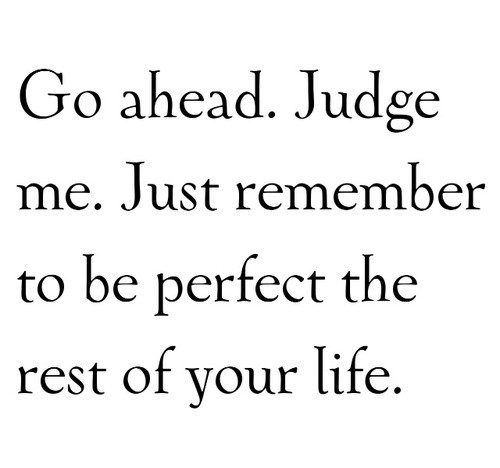 Go ahead. Judge
me. Just remember
to be perfect the
rest of your life.